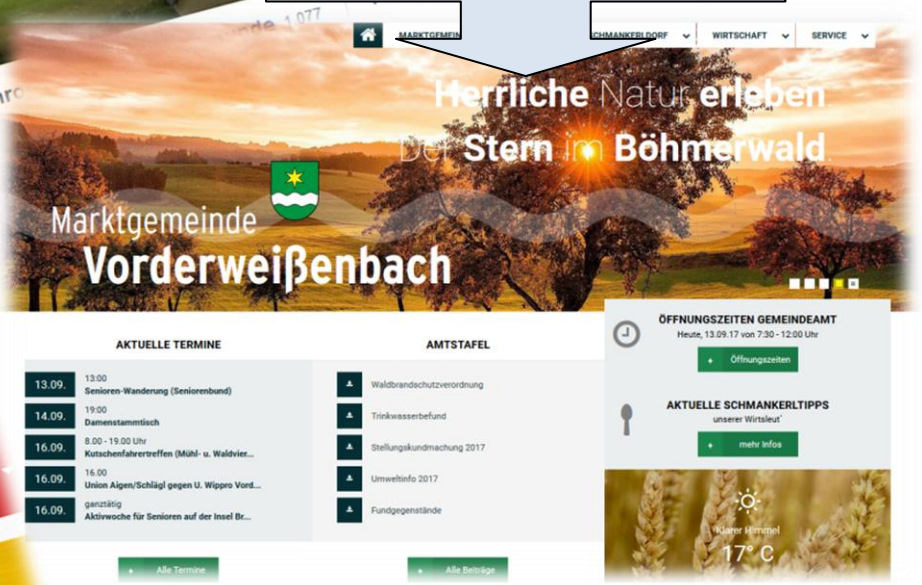 1.077
MARKTGEMEIN
SCHMANKERLDORF
WIRTSCHAFT
SERVICE
Herrliche Natur erleben.
Der Stern im Böhmerwald.
Marktgemeinde
Vorderweißenbach
ÖFFNUNGSZEITEN GEMEINDEAMT
Heute, 13.09.17 von 7:30 - 12:00 Uhr
Öffnungszeiten
AKTUELLE SCHMANKERLTIPPS
unserer Wirtsleut´
mehr Infos
Klarer Himmel
17° C
AKTUELLE TERMINE
13.09. 13:00
Senioren-Wanderung (Seniorenbund)
14.09. 19:00
Damenstammtisch
16.09. 8.00 - 19.00 Uhr
Kutschenfahrertreffen (Mühl- u. Waldvier...
16.09. 16.00
Union Aigen/Schlägl gegen U. Wippro Vord...
16.09. ganztätig
Aktivwoche für Senioren auf der Insel Br...
Alle Termine
AMTSTAFEL
Waldbrandschutzverordnung
Trinkwasserbefund
Stellungskundmachung 2017
Umweltinfo 2017
Fundgegenstände
Alle Beiträge